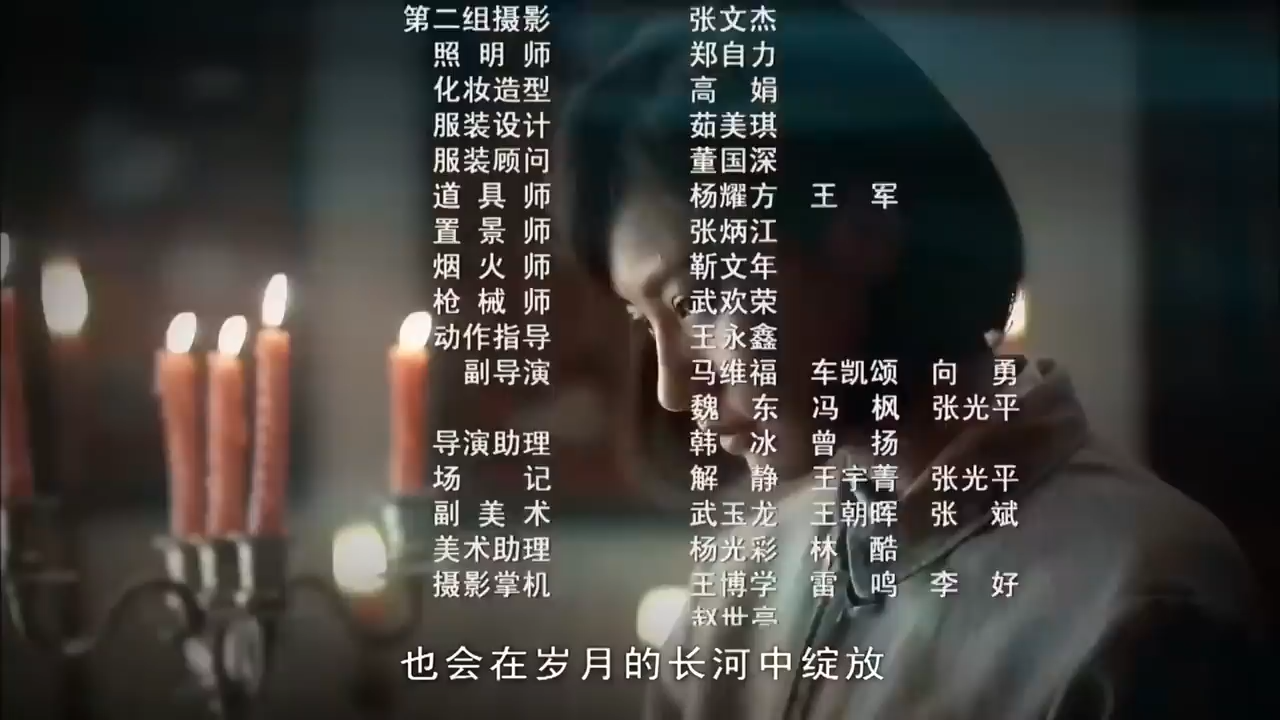 第二组摄影 张文杰
照明师 郑自力
化妆造型 高娟
服装设计 茹美琪
服装顾问 董国深
道具师 杨耀方 王军
置景师 张炳江
烟火师 靳文年
枪械师 武欢荣
动作指导 王永鑫
副导演 马维福 车凯颂 向勇
魏东 冯枫 张光平
导演助理 韩冰 曾扬
场记 解静 王宇菁 张光平
副美术 武玉龙 王朝晖 张斌
美术助理 杨光彩 林酷
摄影掌机 王博学 雷鸣 李好
赵世亮
也会在岁月的长河中绽放